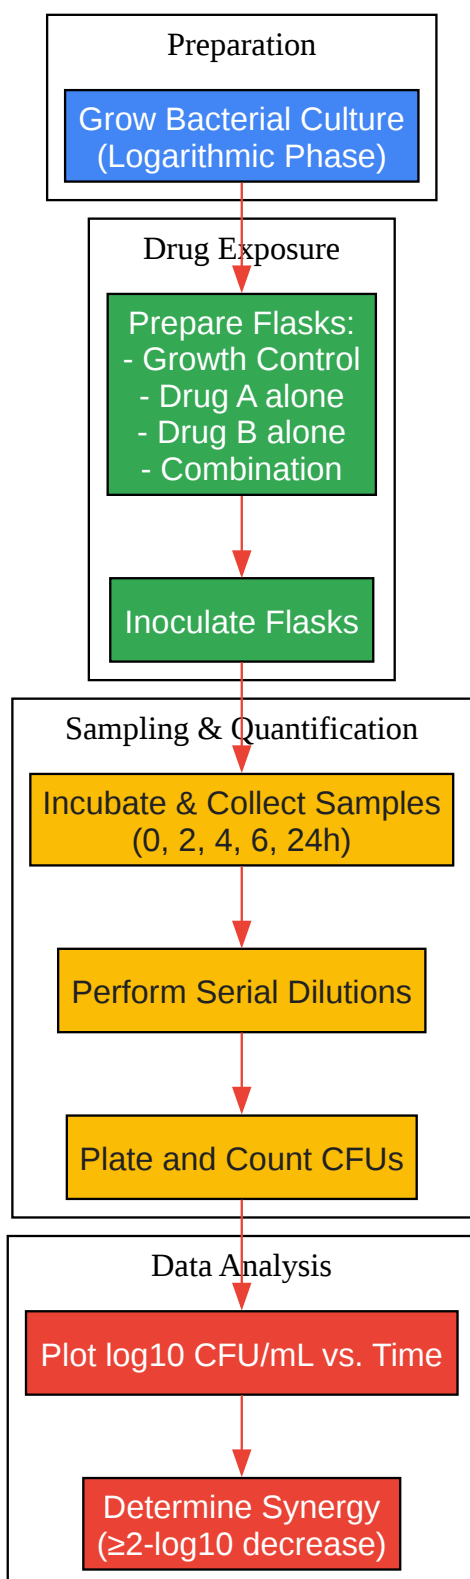 Preparation
Grow Bacterial Culture
(Logarithmic Phase)
Drug Exposure
Prepare Flasks:
- Growth Control
- Drug A alone
- Drug B alone
- Combination
Inoculate Flasks
Sampling & Quantification
Incubate & Collect Samples
(0, 2, 4, 6, 24h)
Perform Serial Dilutions
Plate and Count CFUs
Data Analysis
Plot log10 CFU/mL vs. Time
Determine Synergy
(≥2-log10 decrease)